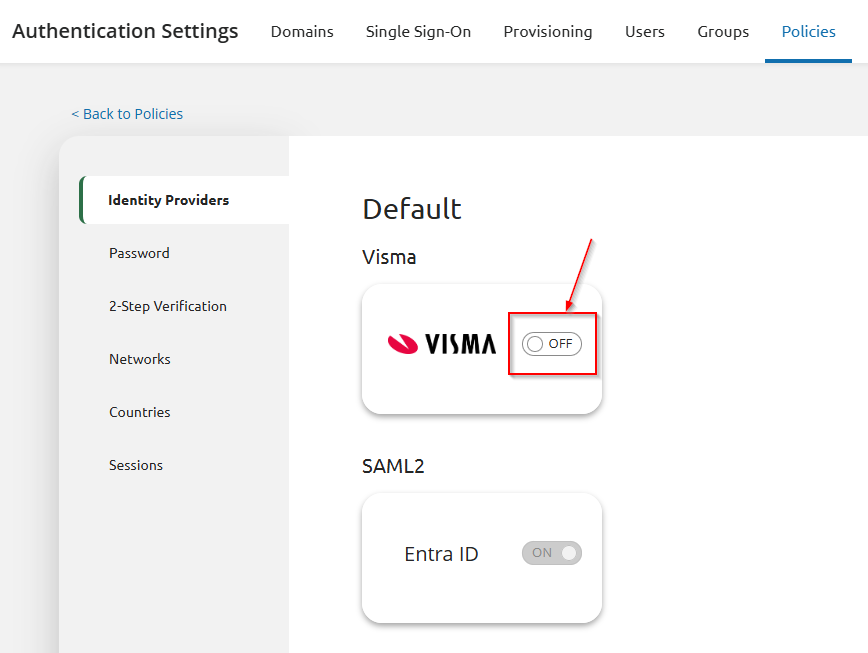 Authentication Settings Domains Single Sign-On Provisioning Users Groups Policies
< Back to Policies
Identity Providers
Password
2-Step Verification
Networks
Countries
Sessions
Default
Visma
VISMA OFF
SAML2
Entra ID ON